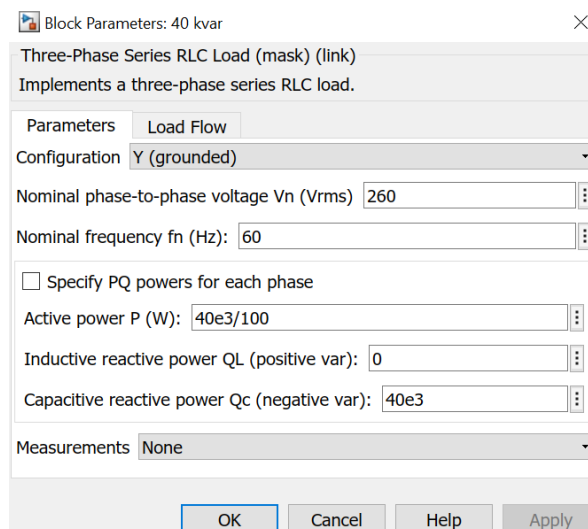 Block Parameters: 40 kvar
Three-Phase Series RLC Load (mask) (link)
Implements a three-phase series RLC load.
Parameters Load Flow
Configuration Y (grounded)
Nominal phase-to-phase voltage Vn (Vrms) 260
Nominal frequency fn (Hz): 60
Specify PQ powers for each phase
Active power P (W): 40e3/100
Inductive reactive power QL (positive var): 0
Capacitive reactive power Qc (negative var): 40e3
Measurements None
OK Cancel Help Apply